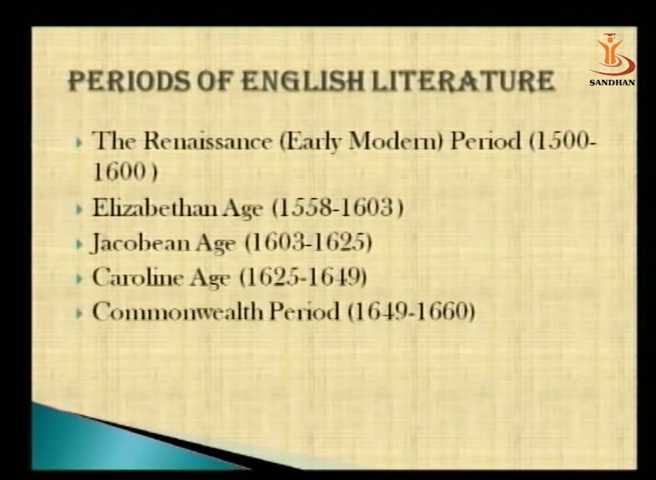 SANDHAN
PERIODS OF ENGLISH LITERATURE
The Renaissance (Early Modern) Period (1500-
1600 )
Elizabethan Age (1558-1603 )
Jacobean Age (1603-1625)
Caroline Age (1625-1649)
Commonwealth Period (1649-1660)